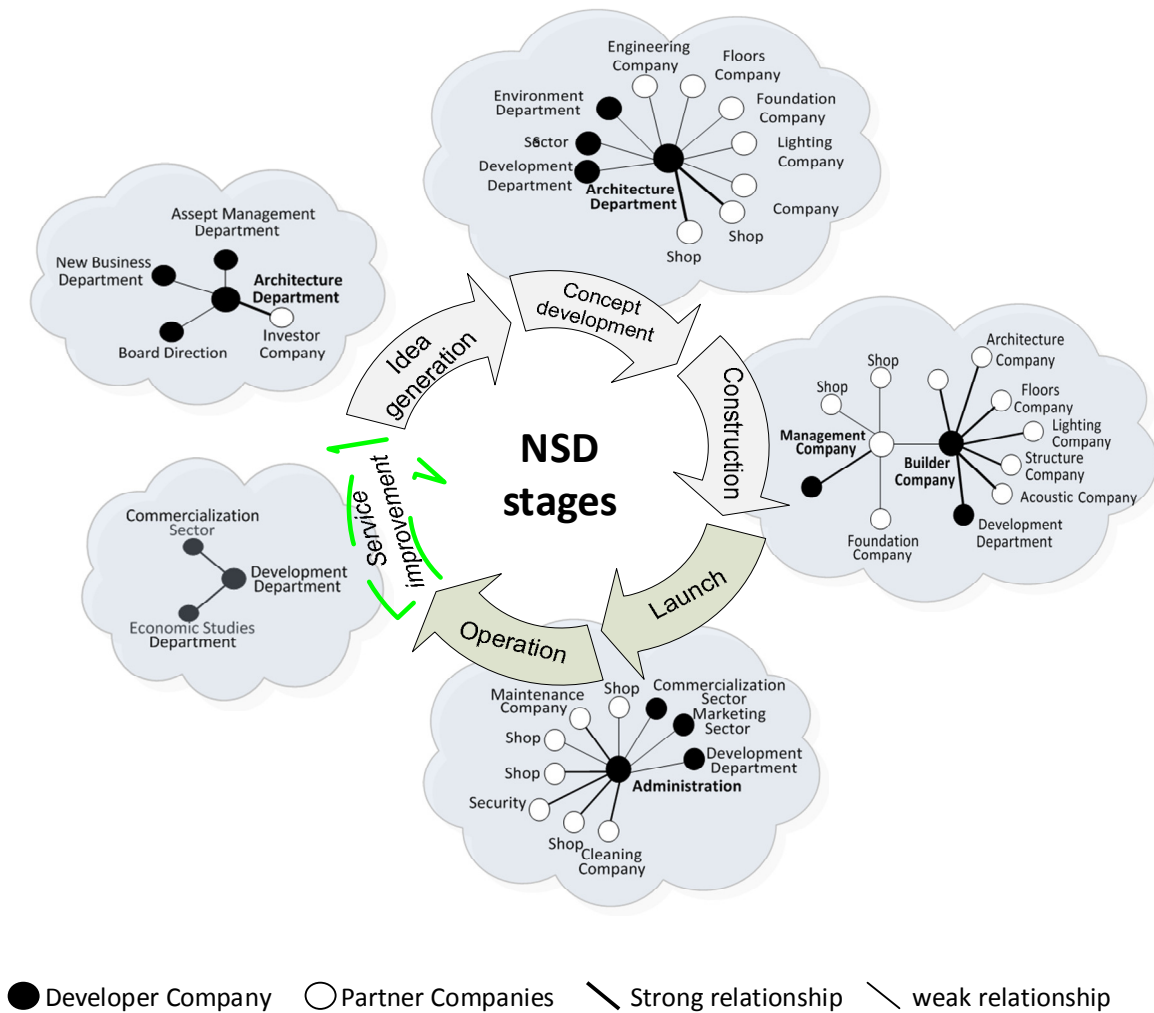 Engineering
Company
Floors
Company
Environment
Department
Foundation
Company
Sector
Lighting
Company
Development
Department
Architecture
Department
Company
Shop
Shop
Assept Management
Department
New Business
Department
Architecture
Department
Investor
Company
Board Direction
Concept
development
Idea
generation
Construction
NSD
stages
Service
improvement
Launch
Operation
Architecture
Company
Shop
Shop
Floors
Company
Management
Company
Lighting
Company
Builder
Company
Structure
Company
Acoustic Company
Development
Department
Foundation
Company
Commercialization
Sector
Development
Department
Economic Studies
Department
Maintenance
Company
Shop
Commercialization
Sector
Marketing
Sector
Shop
Development
Department
Shop
Administration
Security
Shop
Cleaning
Company
Developer Company
Partner Companies
Strong relationship
weak relationship